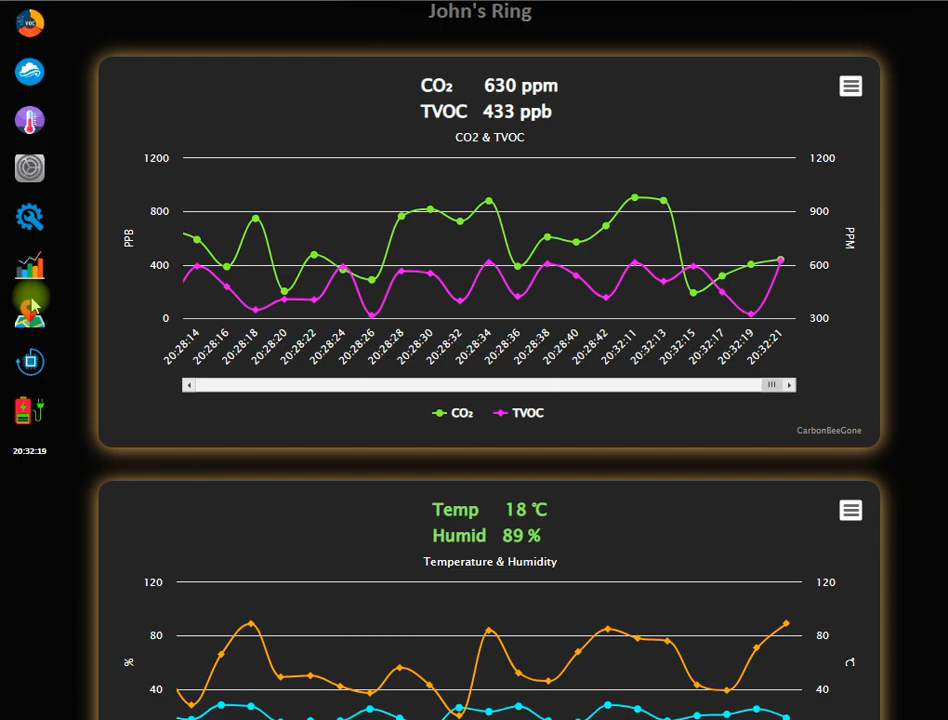 John's Ring
VOC
CO₂ 630 ppm
TVOC 433 ppb
CO2 & TVOC
1200 1200
800 900
PPB PPM
400 600
0 300
20:28:14 20:28:16 20:28:18 20:28:20 20:28:22 20:28:24 20:28:26 20:28:28 20:28:30 20:28:32 20:28:34 20:28:36 20:28:38 20:28:40 20:28:42 20:32:11 20:32:13 20:32:15 20:32:17 20:32:19 20:32:21
CO₂ TVOC
CarbonBeeGone
20:32:19
Temp 18 ℃
Humid 89 %
Temperature & Humidity
120 120
80 80
% ℃
40 40